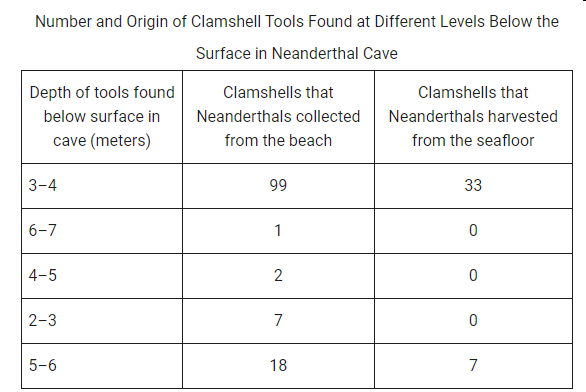 Number and Origin of Clamshell Tools Found at Different Levels Below the
Surface in Neanderthal Cave
Depth of tools found
below surface in
cave (meters)
Clamshells that
Neanderthals collected
from the beach
Clamshells that
Neanderthals harvested
from the seafloor
3–4 99 33
6–7 1 0
4–5 2 0
2–3 7 0
5–6 18 7